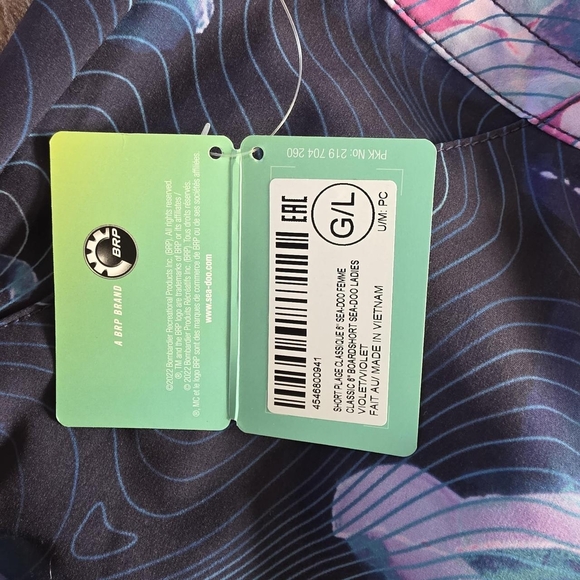 BRP
A BRP BRAND
©2022 Bombardier Recreational Products Inc. (BRP). All rights reserved.
®, TM and the BRP logo are trademarks of BRP or its affiliates /
© 2022 Bombardier Produits Récréatifs Inc. (BRP). Tous droits réservés.
®, MC et le logo BRP sont des marques de commerce de BRP ou de ses sociétés affiliées.
www.sea-doo.com
PKK No: 219 704 260
4546800941
EAC
G/L
U/M: PC
SHORT PLAGE CLASSIQUE 6" SEA-DOO FEMME
CLASSIC 6" BOARDSHORT SEA-DOO LADIES
VIOLET/VIOLET
FAIT AU/MADE IN VIETNAM